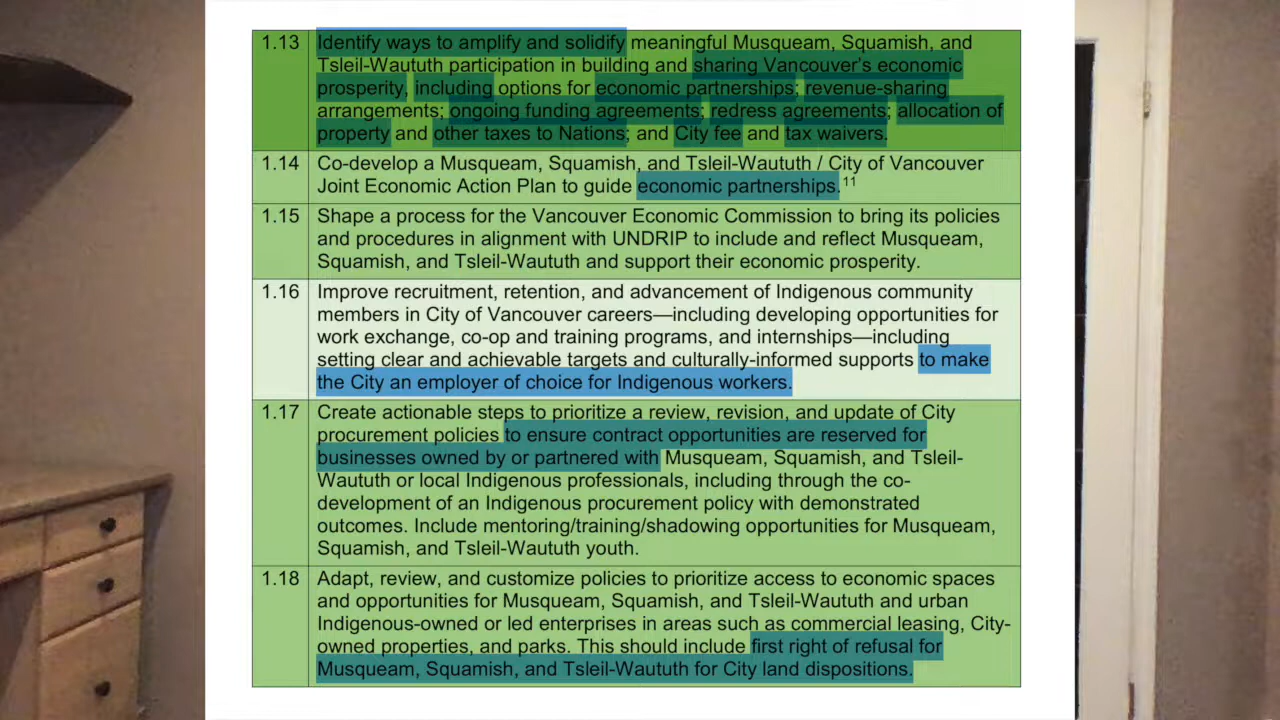 1.13 Identify ways to amplify and solidify meaningful Musqueam, Squamish, and
Tsleil-Waututh participation in building and sharing Vancouver's economic
prosperity, including options for economic partnerships; revenue-sharing
arrangements; ongoing funding agreements; redress agreements; allocation of
property and other taxes to Nations; and City fee and tax waivers.
1.14 Co-develop a Musqueam, Squamish, and Tsleil-Waututh / City of Vancouver
Joint Economic Action Plan to guide economic partnerships.¹¹
1.15 Shape a process for the Vancouver Economic Commission to bring its policies
and procedures in alignment with UNDRIP to include and reflect Musqueam,
Squamish, and Tsleil-Waututh and support their economic prosperity.
1.16 Improve recruitment, retention, and advancement of Indigenous community
members in City of Vancouver careers—including developing opportunities for
work exchange, co-op and training programs, and internships—including
setting clear and achievable targets and culturally-informed supports to make
the City an employer of choice for Indigenous workers.
1.17 Create actionable steps to prioritize a review, revision, and update of City
procurement policies to ensure contract opportunities are reserved for
businesses owned by or partnered with Musqueam, Squamish, and Tsleil-
Waututh or local Indigenous professionals, including through the co-
development of an Indigenous procurement policy with demonstrated
outcomes. Include mentoring/training/shadowing opportunities for Musqueam,
Squamish, and Tsleil-Waututh youth.
1.18 Adapt, review, and customize policies to prioritize access to economic spaces
and opportunities for Musqueam, Squamish, and Tsleil-Waututh and urban
Indigenous-owned or led enterprises in areas such as commercial leasing, City-
owned properties, and parks. This should include first right of refusal for
Musqueam, Squamish, and Tsleil-Waututh for City land dispositions.